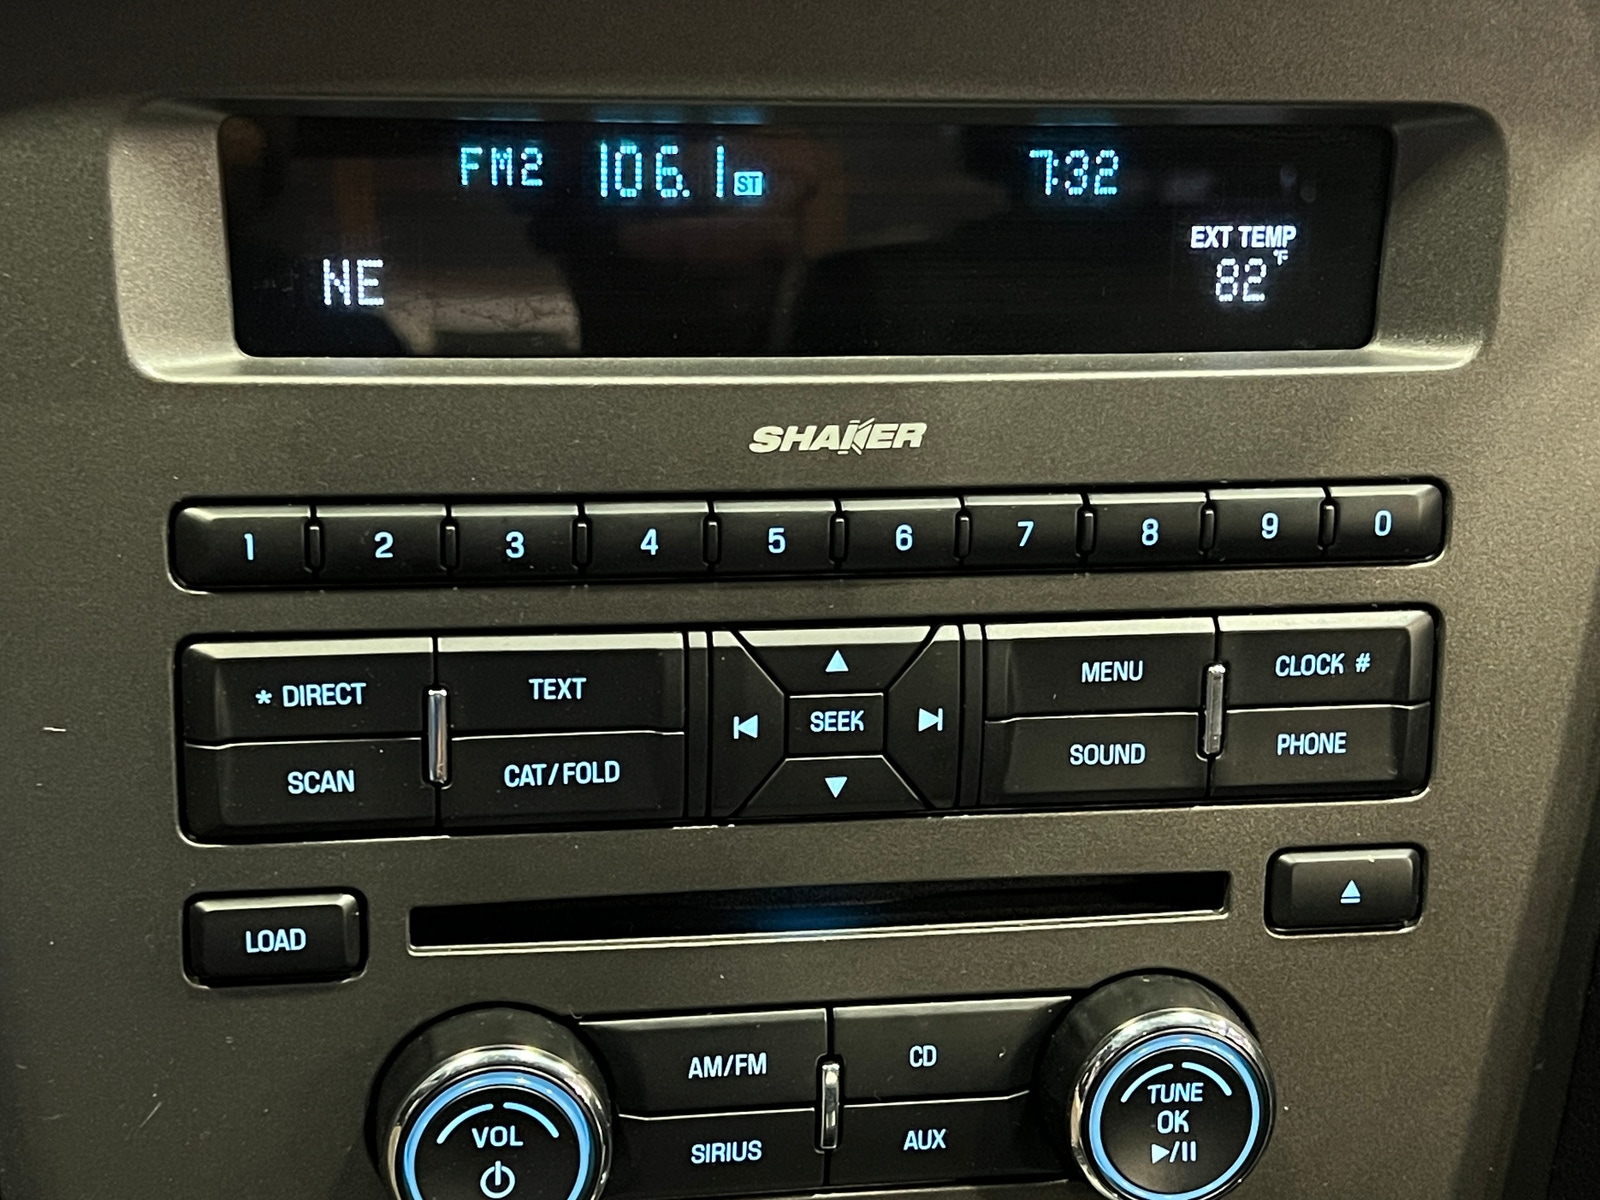 FM2 106.1 ST 7:32
EXT TEMP
NE 82 °F
SHAKER
1 2 3 4 5 6 7 8 9 0
* DIRECT TEXT MENU CLOCK #
SEEK
SCAN CAT/FOLD SOUND PHONE
LOAD
AM/FM CD
VOL SIRIUS AUX TUNE
OK